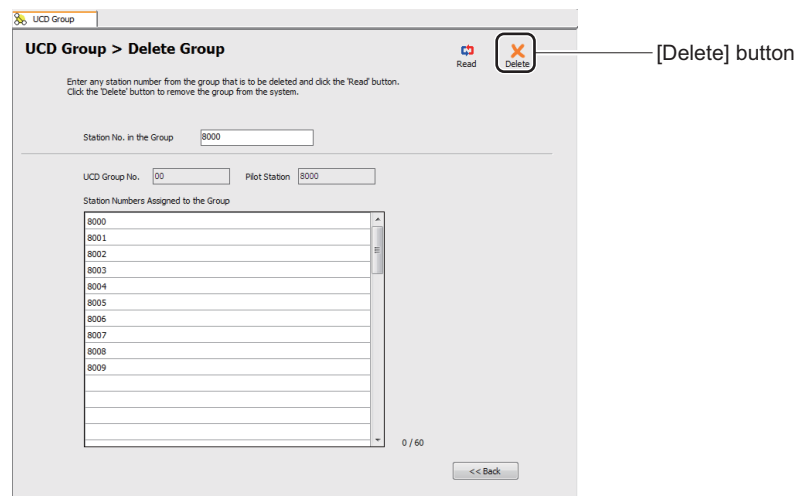 UCD Group
UCD Group > Delete Group
Read
Delete
[Delete] button
Enter any station number from the group that is to be deleted and click the 'Read' button.
Click the 'Delete' button to remove the group from the system.
Station No. in the Group 8000
UCD Group No. 00 Pilot Station 8000
Station Numbers Assigned to the Group
8000
8001
8002
8003
8004
8005
8006
8007
8008
8009
0 / 60
<< Back